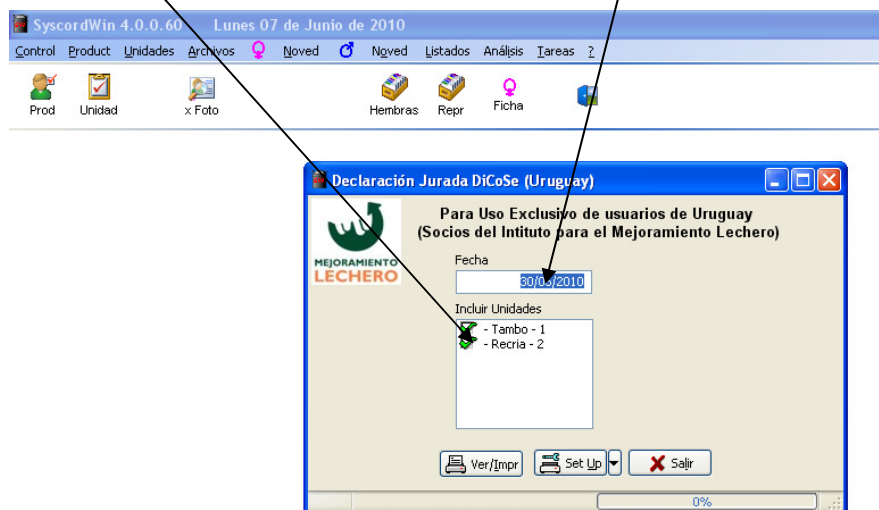 SyscordWin 4.0.0.60 Lunes 07 de Junio de 2010
Control Product Unidades Archivos Noved Noved Listados Análisis Tareas ?
Prod Unidad x Foto Hembras Repr Ficha
Declaración Jurada DiCoSe (Uruguay)
Para Uso Exclusivo de usuarios de Uruguay
(Socios del Intituto para el Mejoramiento Lechero)
MEJORAMIENTO
LECHERO
Fecha
30/06/2010
Incluir Unidades
- Tambo - 1
- Recria - 2
Ver/Impr Set Up Salir
0%